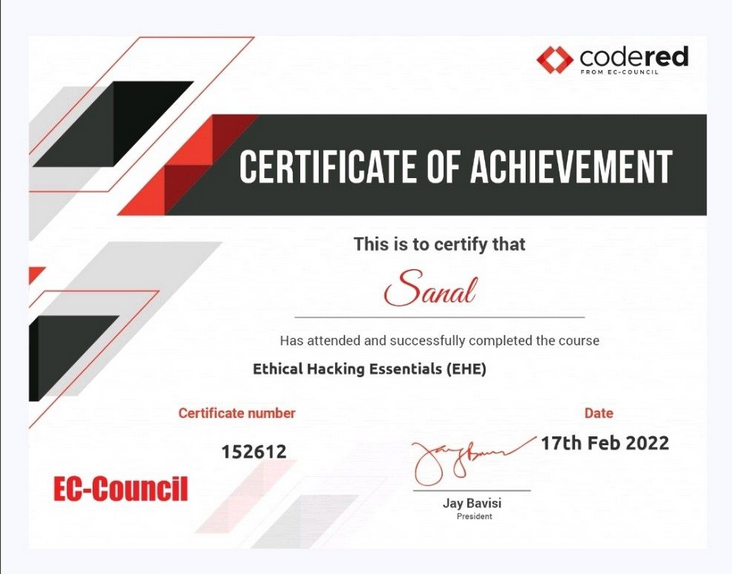 codered
FROM EC-COUNCIL
CERTIFICATE OF ACHIEVEMENT
This is to certify that
Sanal
Has attended and successfully completed the course
Ethical Hacking Essentials (EHE)
Certificate number
Date
152612
17th Feb 2022
EC-Council
Jay Bavisi
President